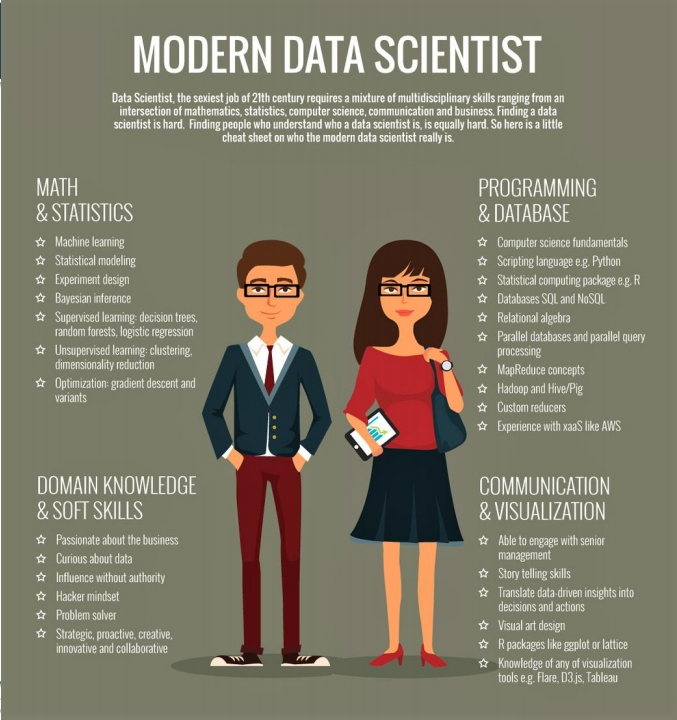 MODERN DATA SCIENTIST
Data Scientist, the sexiest job of 21th century requires a mixture of multidisciplinary skills ranging from an
intersection of mathematics, statistics, computer science, communication and business. Finding a data
scientist is hard. Finding people who understand who a data scientist is, is equally hard. So here is a little
cheat sheet on who the modern data scientist really is.
MATH
& STATISTICS
Machine learning
Statistical modeling
Experiment design
Bayesian inference
Supervised learning: decision trees,
random forests, logistic regression
Unsupervised learning: clustering,
dimensionality reduction
Optimization: gradient descent and
variants
PROGRAMMING
& DATABASE
Computer science fundamentals
Scripting language e.g. Python
Statistical computing package e.g. R
Databases SQL and NoSQL
Relational algebra
Parallel databases and parallel query
processing
MapReduce concepts
Hadoop and Hive/Pig
Custom reducers
Experience with xaaS like AWS
DOMAIN KNOWLEDGE
& SOFT SKILLS
Passionate about the business
Curious about data
Influence without authority
Hacker mindset
Problem solver
Strategic, proactive, creative,
innovative and collaborative
COMMUNICATION
& VISUALIZATION
Able to engage with senior
management
Story telling skills
Translate data-driven insights into
decisions and actions
Visual art design
R packages like ggplot or lattice
Knowledge of any of visualization
tools e.g. Flare, D3.js, Tableau